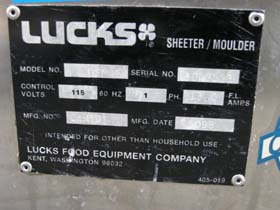 LUCKS ®
SHEETER / MOULDER
MODEL NO. SERIAL NO.
CONTROL VOLTS 115 60 HZ. 1 PH. F.L. AMPS
MFG. NO. MFG. DATE
INTENDED FOR OTHER THAN HOUSEHOLD USE
LUCKS FOOD EQUIPMENT COMPANY
KENT, WASHINGTON 98032
405-019